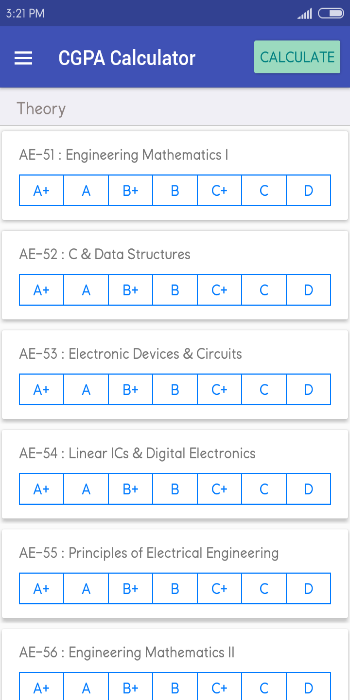 3:21 PM
CGPA Calculator CALCULATE
Theory
AE-51 : Engineering Mathematics I
A+ A B+ B C+ C D
AE-52 : C & Data Structures
A+ A B+ B C+ C D
AE-53 : Electronic Devices & Circuits
A+ A B+ B C+ C D
AE-54 : Linear ICs & Digital Electronics
A+ A B+ B C+ C D
AE-55 : Principles of Electrical Engineering
A+ A B+ B C+ C D
AE-56 : Engineering Mathematics II
A+ A B+ B C+ C D